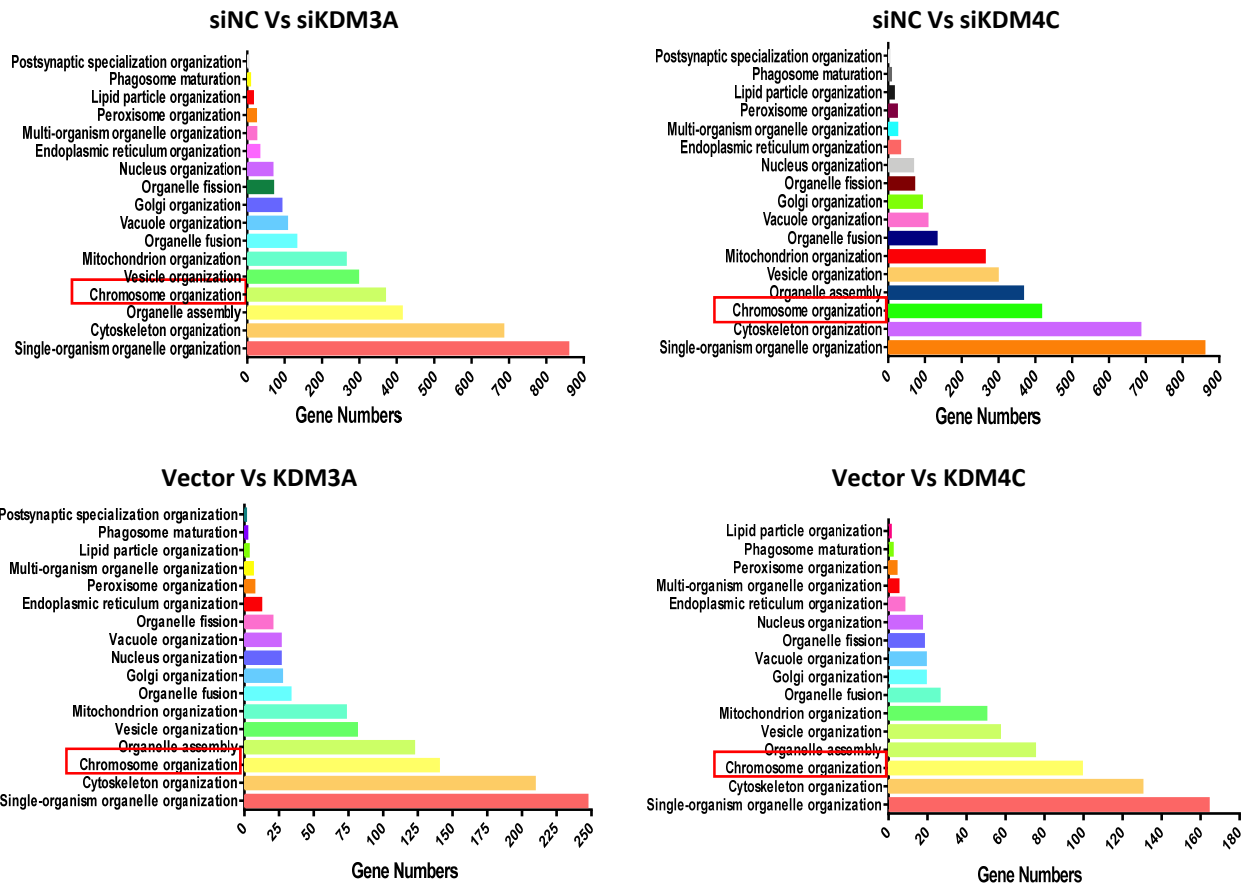 siNC Vs siKDM3A
Postsynaptic specialization organization
Phagosome maturation
Lipid particle organization
Peroxisome organization
Multi-organism organelle organization
Endoplasmic reticulum organization
Nucleus organization
Organelle fission
Golgi organization
Vacuole organization
Organelle fusion
Mitochondrion organization
Vesicle organization
Chromosome organization
Organelle assembly
Cytoskeleton organization
Single-organism organelle organization
0 100 200 300 400 500 600 700 800 900
Gene Numbers
siNC Vs siKDM4C
Postsynaptic specialization organization
Phagosome maturation
Lipid particle organization
Peroxisome organization
Multi-organism organelle organization
Endoplasmic reticulum organization
Nucleus organization
Organelle fission
Golgi organization
Vacuole organization
Organelle fusion
Mitochondrion organization
Vesicle organization
Organelle assembly
Chromosome organization
Cytoskeleton organization
Single-organism organelle organization
0 100 200 300 400 500 600 700 800 900
Gene Numbers
Vector Vs KDM3A
Postsynaptic specialization organization
Phagosome maturation
Lipid particle organization
Multi-organism organelle organization
Peroxisome organization
Endoplasmic reticulum organization
Organelle fission
Vacuole organization
Nucleus organization
Golgi organization
Organelle fusion
Mitochondrion organization
Vesicle organization
Organelle assembly
Chromosome organization
Cytoskeleton organization
Single-organism organelle organization
0 25 50 75 100 125 150 175 200 225 250
Gene Numbers
Vector Vs KDM4C
Lipid particle organization
Phagosome maturation
Peroxisome organization
Multi-organism organelle organization
Endoplasmic reticulum organization
Nucleus organization
Organelle fission
Vacuole organization
Golgi organization
Organelle fusion
Mitochondrion organization
Vesicle organization
Organelle assembly
Chromosome organization
Cytoskeleton organization
Single-organism organelle organization
0 20 40 60 80 100 120 140 160 180
Gene Numbers